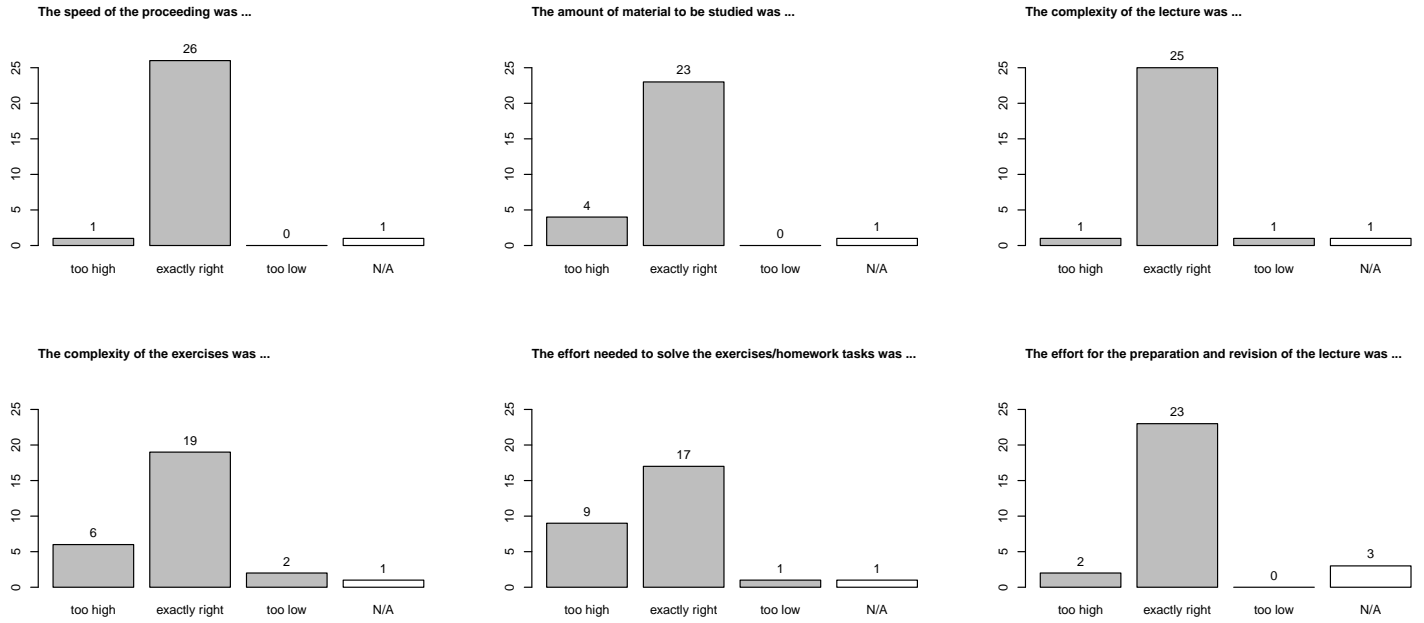 The speed of the proceeding was ...
26
1
0
1
0 5 10 15 20 25
too high exactly right too low N/A
The amount of material to be studied was ...
23
4
0
1
0 5 10 15 20 25
too high exactly right too low N/A
The complexity of the lecture was ...
25
1
1
1
0 5 10 15 20 25
too high exactly right too low N/A
The complexity of the exercises was ...
19
6
2
1
0 5 10 15 20 25
too high exactly right too low N/A
The effort needed to solve the exercises/homework tasks was ...
17
9
1
1
0 5 10 15 20 25
too high exactly right too low N/A
The effort for the preparation and revision of the lecture was ...
23
2
0
3
0 5 10 15 20 25
too high exactly right too low N/A